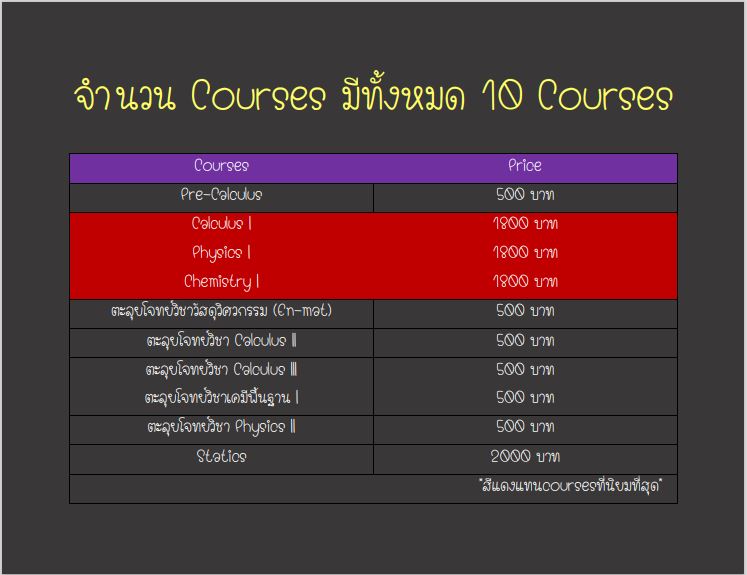 จำนวน Courses มีทั้งหมด 10 Courses
Courses Price
Pre-Calculus 500 บาท
Calculus I 1800 บาท
Physics I 1800 บาท
Chemistry I 1800 บาท
ตะลุยโจทย์วิชาวัสดุวิศวกรรม (En-mat) 500 บาท
ตะลุยโจทย์วิชา Calculus II 500 บาท
ตะลุยโจทย์วิชา Calculus III 500 บาท
ตะลุยโจทย์วิชาเคมีพื้นฐาน I 500 บาท
ตะลุยโจทย์วิชา Physics II 500 บาท
Statics 2000 บาท
*สีแดงแทนcoursesที่นิยมที่สุด*